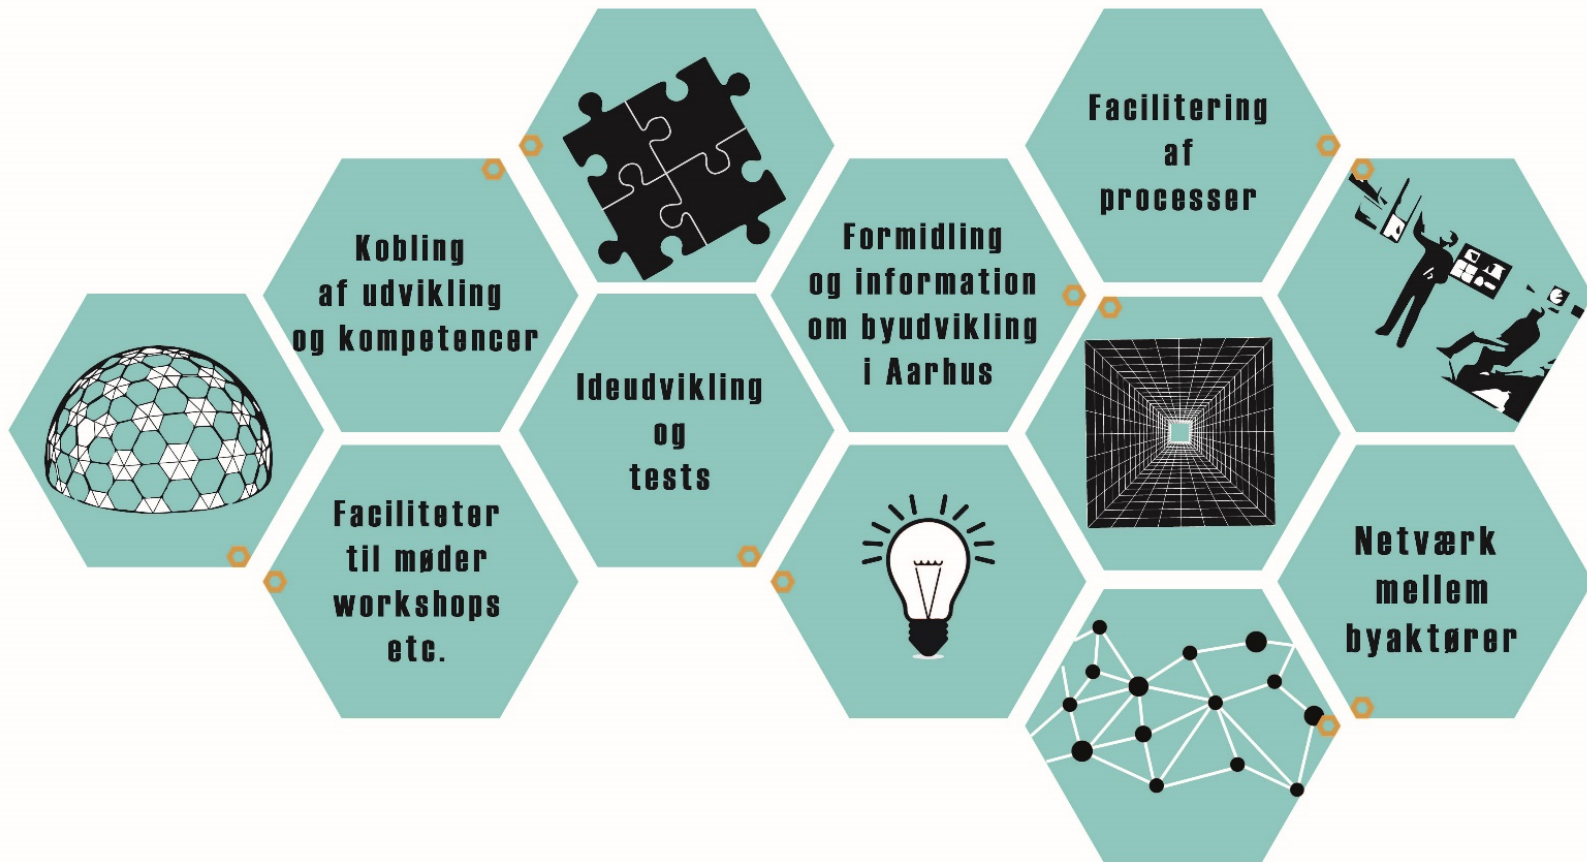 Kobling
af udvikling
og kompetencer
Faciliteter
til møder
workshops
etc.
Ideudvikling
og
tests
Formidling
og information
om byudvikling
i Aarhus
Facilitering
af
processer
Netværk
mellem
byaktører